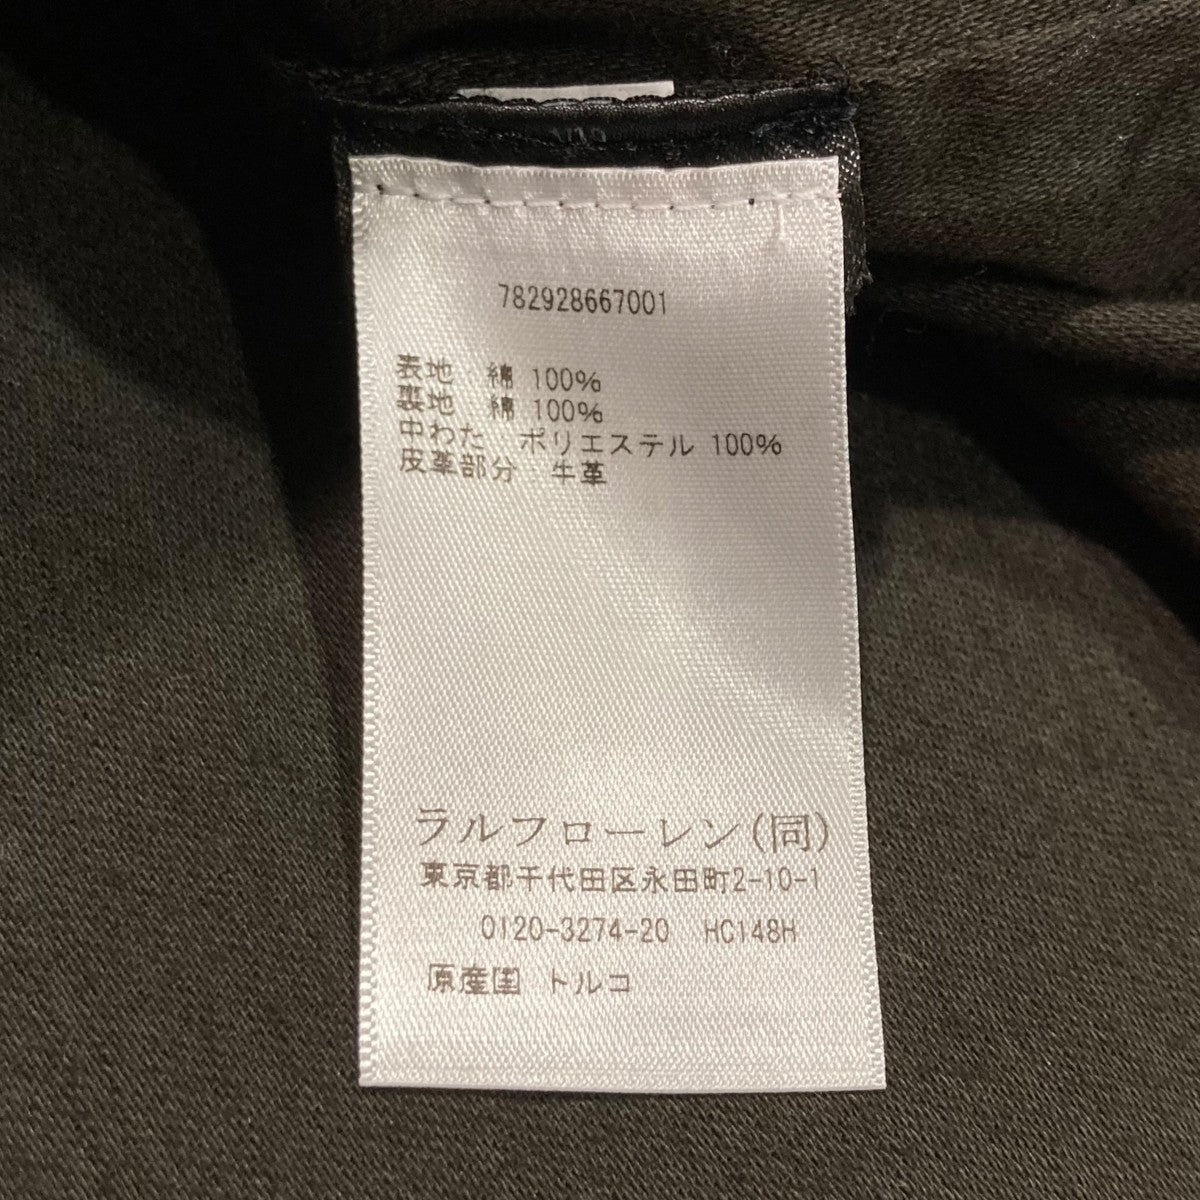 782928667001
表地 綿 100%
裏地 綿 100%
中わた ポリエステル 100%
皮革部分 牛革
ラルフローレン(同)
東京都千代田区永田町2-10-1
0120-3274-20 HC148H
原産国 トルコ